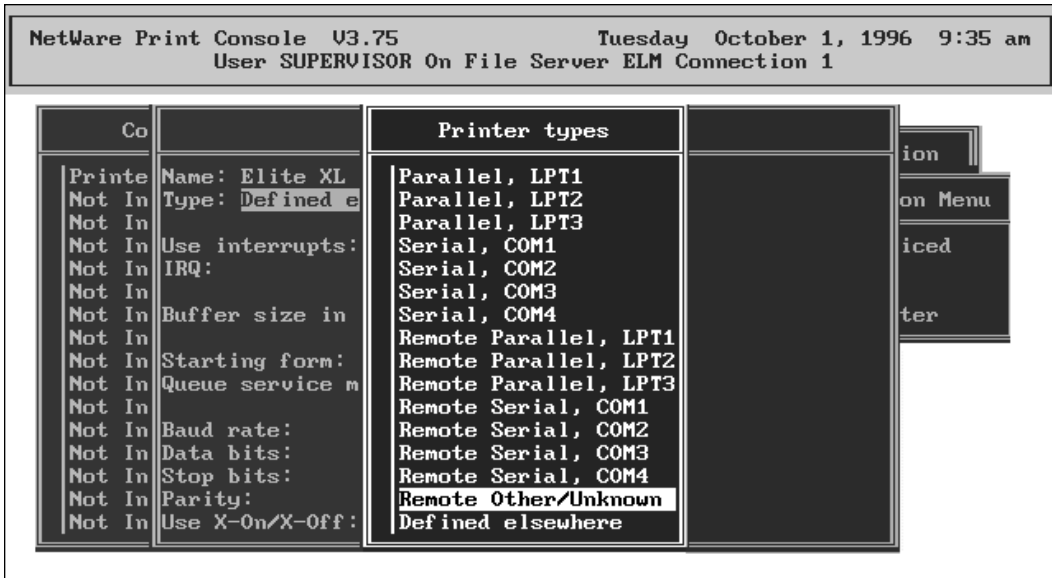 NetWare Print Console V3.75 Tuesday October 1, 1996 9:35 am
User SUPERVISOR On File Server ELM Connection 1
Co
Printer types
ion
Printe
Name: Elite XL
Parallel, LPT1
Not In
Type: Defined e
Parallel, LPT2
on Menu
Not In
Parallel, LPT3
Not In
Use interrupts:
Serial, COM1
iced
Not In
IRQ:
Serial, COM2
Not In
Serial, COM3
Not In
Buffer size in
Serial, COM4
ter
Not In
Remote Parallel, LPT1
Not In
Starting form:
Remote Parallel, LPT2
Not In
Queue service m
Remote Parallel, LPT3
Not In
Remote Serial, COM1
Not In
Baud rate:
Remote Serial, COM2
Not In
Data bits:
Remote Serial, COM3
Not In
Stop bits:
Remote Serial, COM4
Not In
Parity:
Remote Other/Unknown
Not In
Use X-On/X-Off:
Defined elsewhere